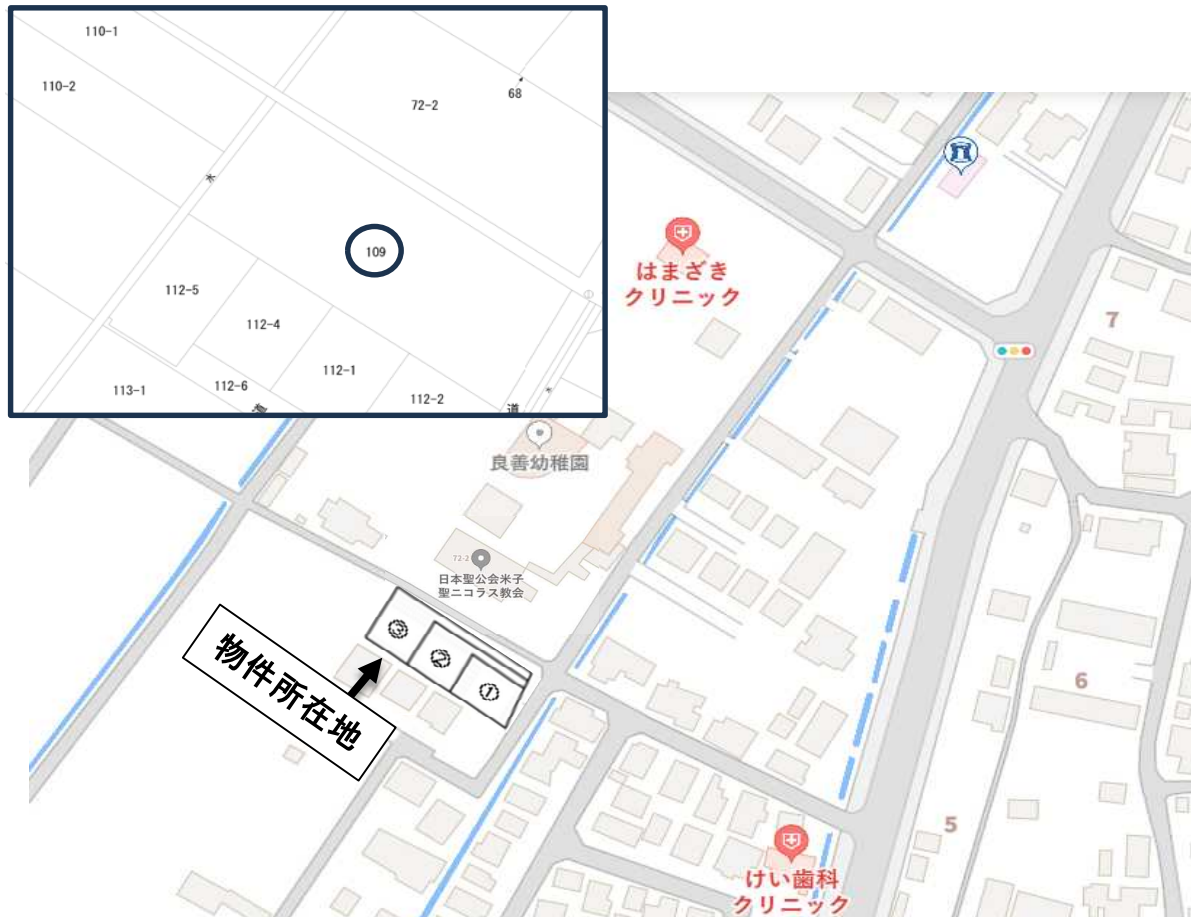 110-1
110-2
72-2
68
水
109
112-5
112-4
112-1
112-6
113-1
112-2
道
水
はまざき
クリニック
7
良善幼稚園
72-2
日本聖公会米子
聖ニコラス教会
③
②
①
物件所在地
6
5
けい歯科
クリニック